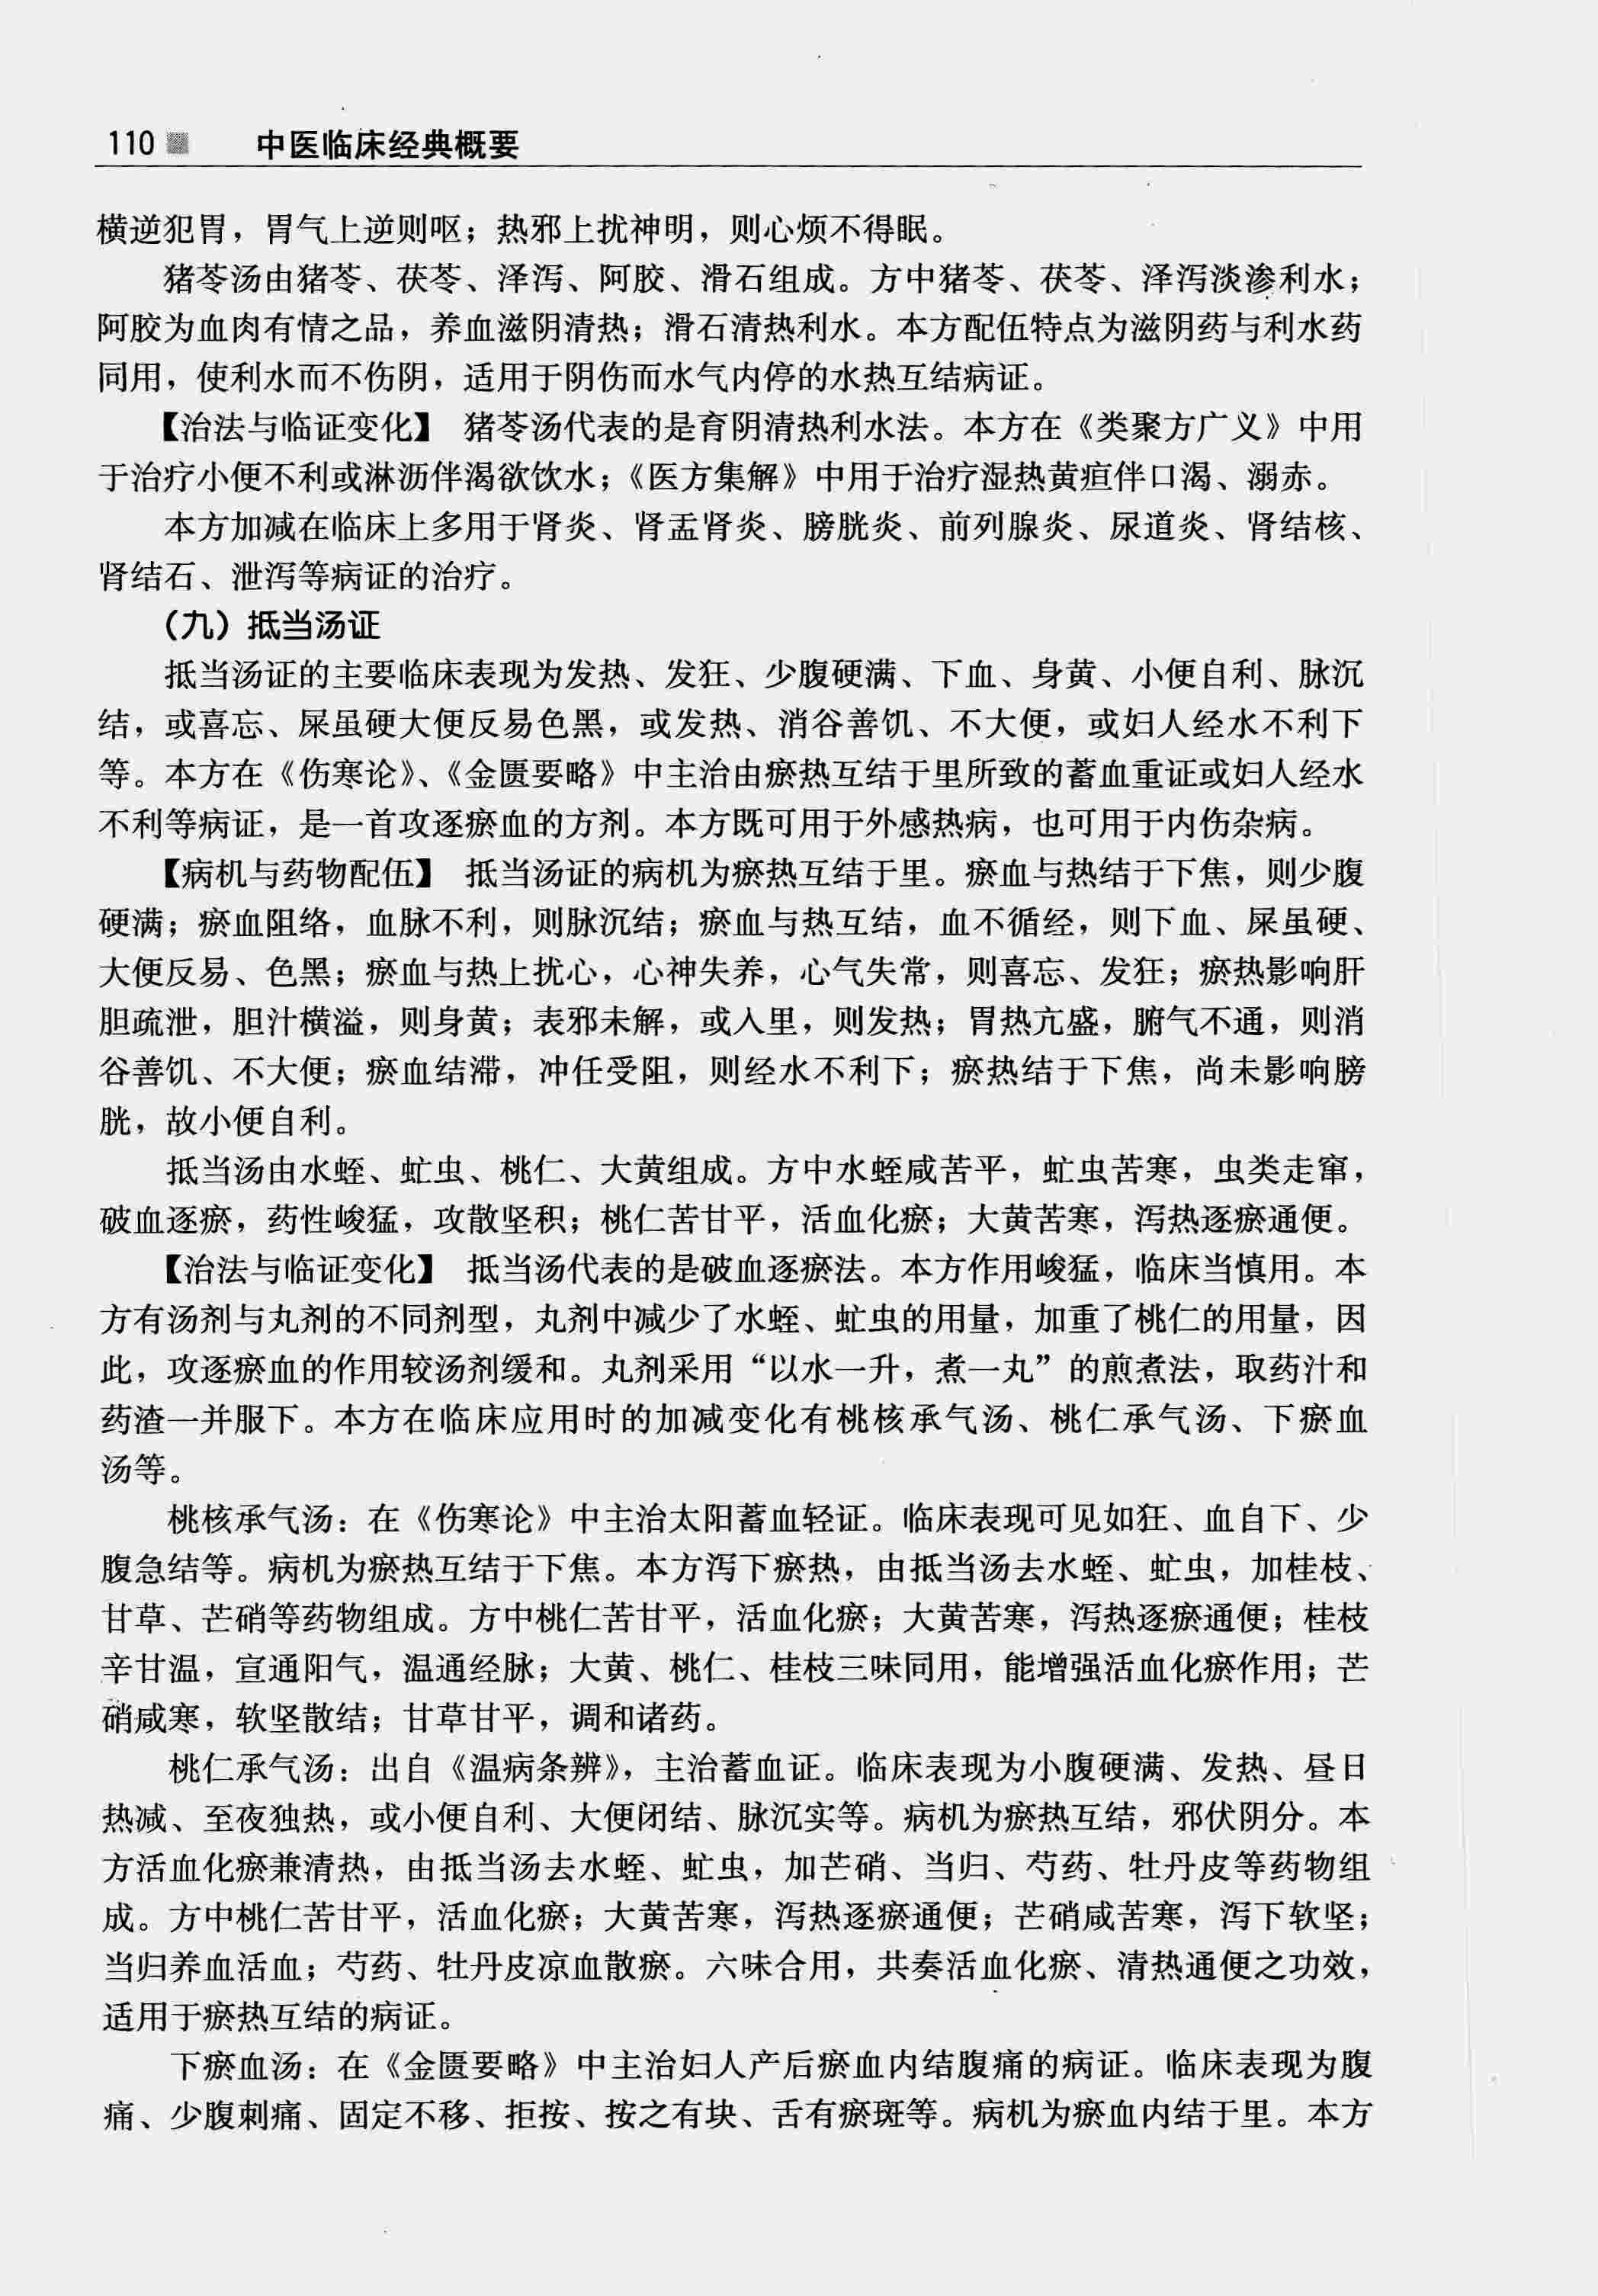 110 中医临床经典概要
横逆犯胃，胃气上逆则呕；热邪上扰神明，则心烦不得眠。
猪苓汤由猪苓、茯苓、泽泻、阿胶、滑石组成。方中猪苓、茯苓、泽泻淡渗利水；
阿胶为血肉有情之品，养血滋阴清热；滑石清热利水。本方配伍特点为滋阴药与利水药
同用，使利水而不伤阴，适用于阴伤而水气内停的水热互结病证。
【治法与临证变化】 猪苓汤代表的是育阴清热利水法。本方在《类聚方广义》中用
于治疗小便不利或淋沥伴渴欲饮水；《医方集解》中用于治疗湿热黄疸伴口渴、溺赤。
本方加减在临床上多用于肾炎、肾盂肾炎、膀胱炎、前列腺炎、尿道炎、肾结核、
肾结石、泄泻等病证的治疗。
（九）抵当汤证
抵当汤证的主要临床表现为发热、发狂、少腹硬满、下血、身黄、小便自利、脉沉
结，或喜忘、屎虽硬大便反易色黑，或发热、消谷善饥、不大便，或妇人经水不利下
等。本方在《伤寒论》、《金匮要略》中主治由瘀热互结于里所致的蓄血重证或妇人经水
不利等病证，是一首攻逐瘀血的方剂。本方既可用于外感热病，也可用于内伤杂病。
【病机与药物配伍】 抵当汤证的病机为瘀热互结于里。瘀血与热结于下焦，则少腹
硬满；瘀血阻络，血脉不利，则脉沉结；瘀血与热互结，血不循经，则下血、屎虽硬、
大便反易、色黑；瘀血与热上扰心，心神失养，心气失常，则喜忘、发狂；瘀热影响肝
胆疏泄，胆汁横溢，则身黄；表邪未解，或入里，则发热；胃热亢盛，腑气不通，则消
谷善饥、不大便；瘀血结滞，冲任受阻，则经水不利下；瘀热结于下焦，尚未影响膀
胱，故小便自利。
抵当汤由水蛭、虻虫、桃仁、大黄组成。方中水蛭咸苦平，虻虫苦寒，虫类走窜，
破血逐瘀，药性峻猛，攻散坚积；桃仁苦甘平，活血化瘀；大黄苦寒，泻热逐瘀通便。
【治法与临证变化】 抵当汤代表的是破血逐瘀法。本方作用峻猛，临床当慎用。本
方有汤剂与丸剂的不同剂型，丸剂中减少了水蛭、虻虫的用量，加重了桃仁的用量，因
此，攻逐瘀血的作用较汤剂缓和。丸剂采用“以水一升，煮一丸”的煎煮法，取药汁和
药渣一并服下。本方在临床应用时的加减变化有桃核承气汤、桃仁承气汤、下瘀血
汤等。
桃核承气汤：在《伤寒论》中主治太阳蓄血轻证。临床表现可见如狂、血自下、少
腹急结等。病机为瘀热互结于下焦。本方泻下瘀热，由抵当汤去水蛭、虻虫，加桂枝、
甘草、芒硝等药物组成。方中桃仁苦甘平，活血化瘀；大黄苦寒，泻热逐瘀通便；桂枝
辛甘温，宣通阳气，温通经脉；大黄、桃仁、桂枝三味同用，能增强活血化瘀作用；芒
硝咸寒，软坚散结；甘草甘平，调和诸药。
桃仁承气汤：出自《温病条辨》，主治蓄血证。临床表现为小腹硬满、发热、昼日
热减、至夜独热，或小便自利、大便闭结、脉沉实等。病机为瘀热互结，邪伏阴分。本
方活血化瘀兼清热，由抵当汤去水蛭、虻虫，加芒硝、当归、芍药、牡丹皮等药物组
成。方中桃仁苦甘平，活血化瘀；大黄苦寒，泻热逐瘀通便；芒硝咸苦寒，泻下软坚；
当归养血活血；芍药、牡丹皮凉血散瘀。六味合用，共奏活血化瘀、清热通便之功效，
适用于瘀热互结的病证。
下瘀血汤：在《金匮要略》中主治妇人产后瘀血内结腹痛的病证。临床表现为腹
痛、少腹刺痛、固定不移、拒按、按之有块、舌有瘀斑等。病机为瘀血内结于里。本方